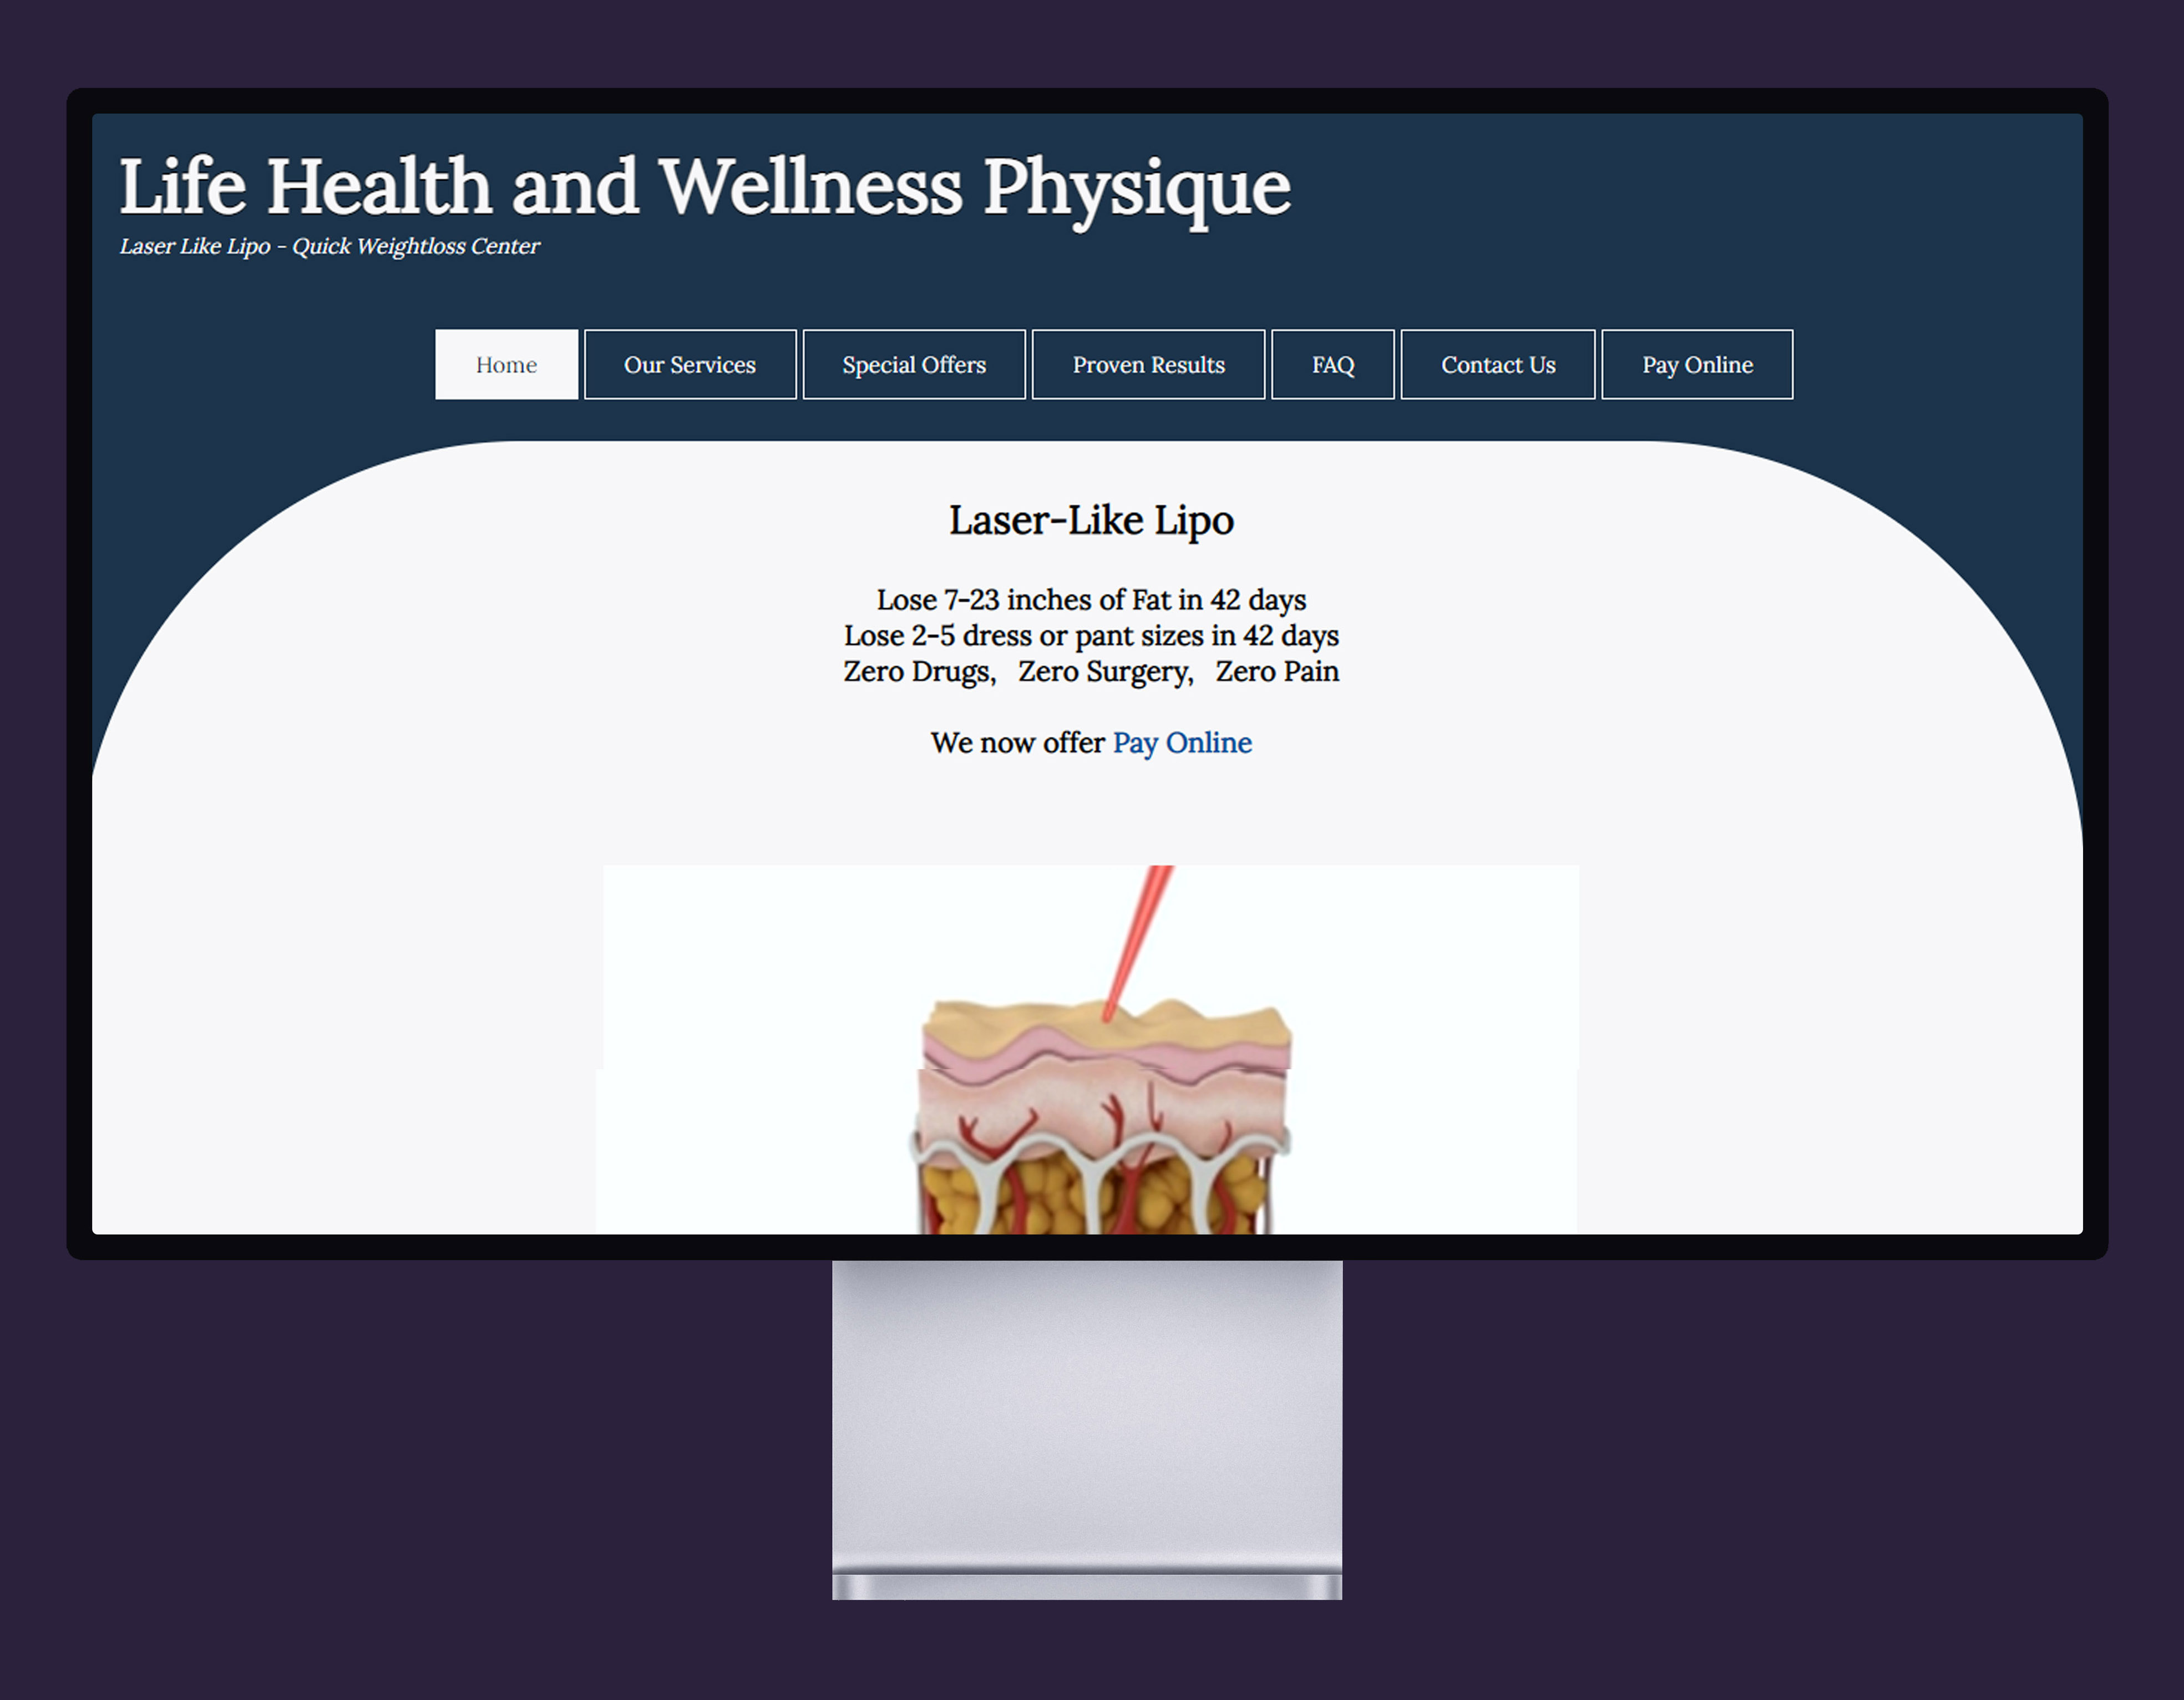 Life Health and Wellness Physique
Laser Like Lipo - Quick Weightloss Center
Home Our Services Special Offers Proven Results FAQ Contact Us Pay Online
Laser-Like Lipo
Lose 7-23 inches of Fat in 42 days
Lose 2-5 dress or pant sizes in 42 days
Zero Drugs, Zero Surgery, Zero Pain
We now offer Pay Online